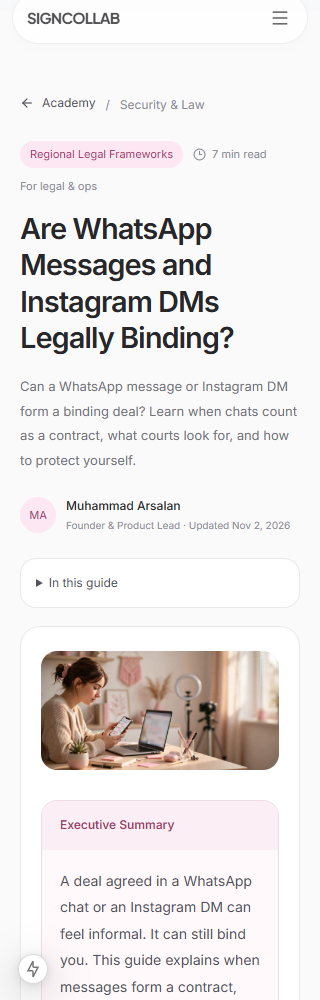 SIGNCOLLAB
Academy / Security & Law
Regional Legal Frameworks 7 min read
For legal & ops
Are WhatsApp
Messages and
Instagram DMs
Legally Binding?
Can a WhatsApp message or Instagram DM
form a binding deal? Learn when chats count
as a contract, what courts look for, and how
to protect yourself.
MA
Muhammad Arsalan
Founder & Product Lead · Updated Nov 2, 2026
In this guide
Executive Summary
A deal agreed in a WhatsApp
chat or an Instagram DM can
feel informal. It can still bind
you. This guide explains when
messages form a contract,